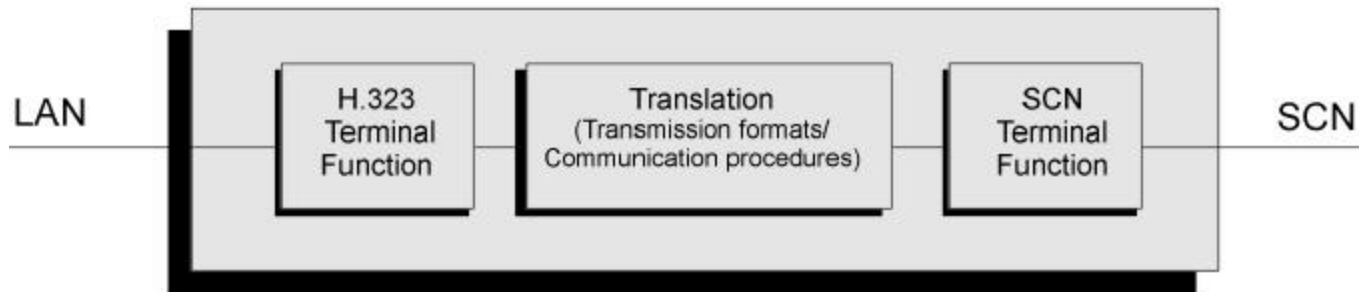 LAN
H.323
Terminal
Function
Translation
(Transmission formats/
Communication procedures)
SCN
Terminal
Function
SCN